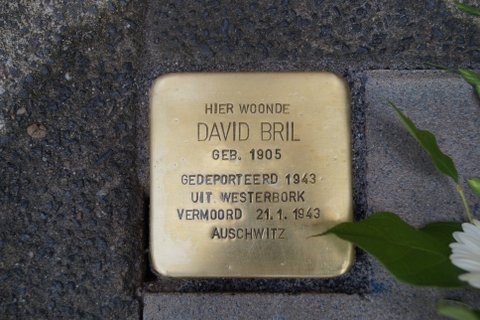 HIER WOONDE
DAVID BRIL
GEB. 1905
GEDEPORTEERD 1943
UIT WESTERBORK
VERMOORD 21.1.1943
AUSCHWITZ